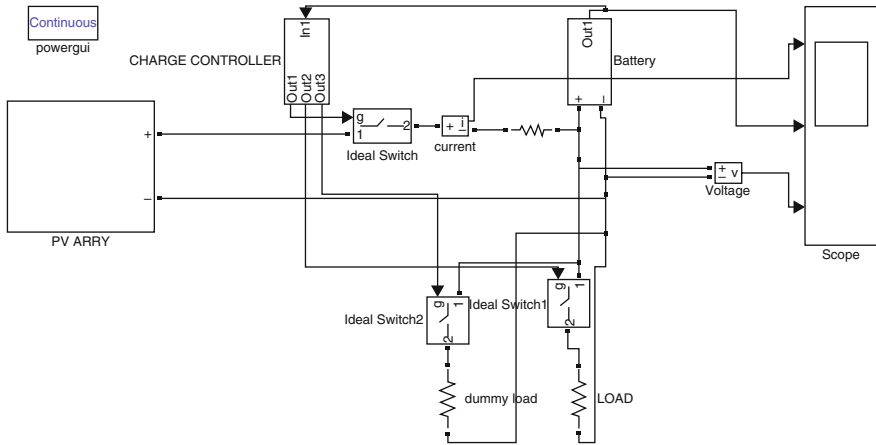 Continuous
powergui
CHARGE CONTROLLER
In1
Out1
Out2
Out3
Out1
Battery
+
−
g
1
2
Ideal Switch
+
i
−
current
+
−
PV ARRY
+
−
v
Voltage
Scope
g
1
2
Ideal Switch2
g
1
2
Ideal Switch1
dummy load
LOAD